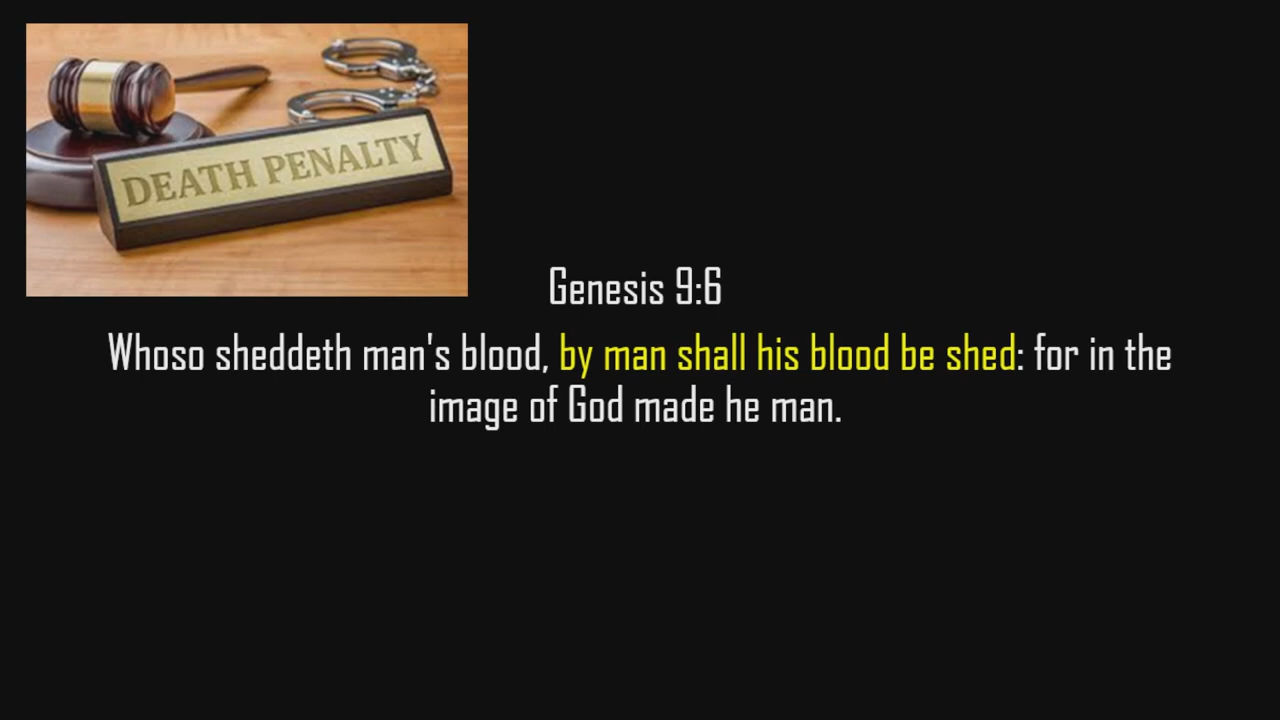 DEATH PENALTY
Genesis 9:6
Whoso sheddeth man's blood, by man shall his blood be shed: for in the
image of God made he man.